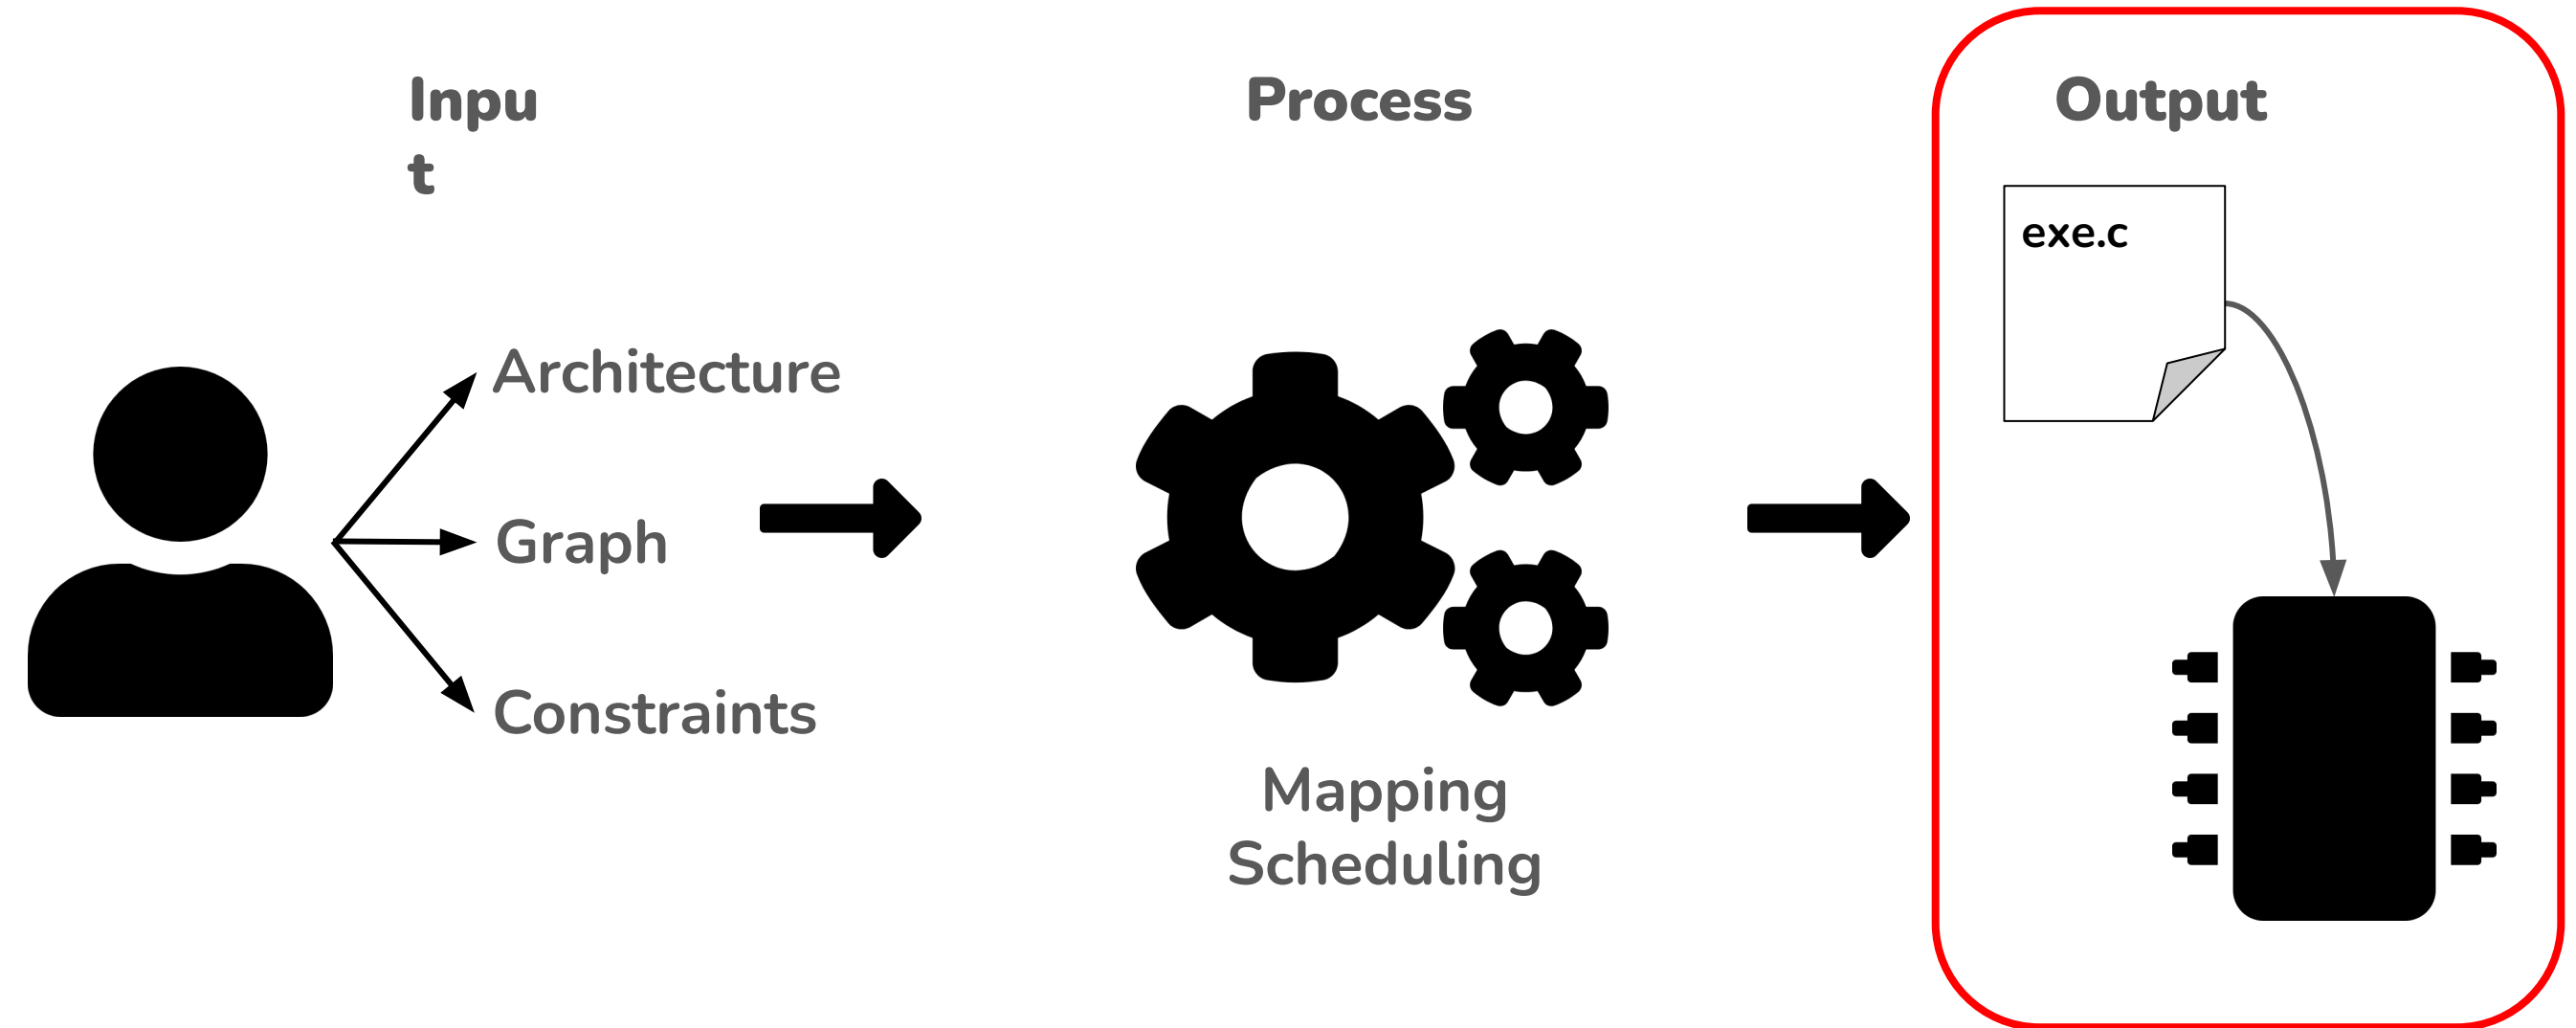 Inpu
t
Process
Output
exe.c
Architecture
Graph
Constraints
Mapping
Scheduling